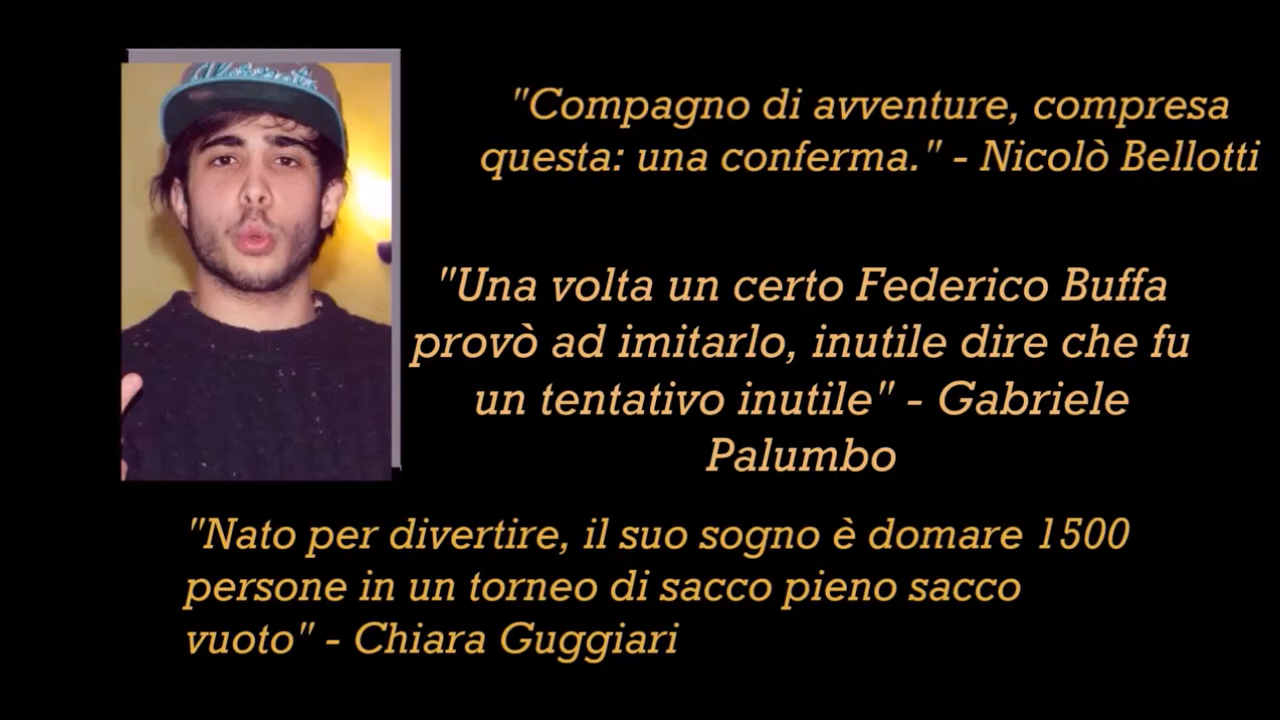 "Compagno di avventure, compresa
questa: una conferma." - Nicolò Bellotti
"Una volta un certo Federico Buffa
provò ad imitarlo, inutile dire che fu
un tentativo inutile" - Gabriele
Palumbo
"Nato per divertire, il suo sogno è domare 1500
persone in un torneo di sacco pieno sacco
vuoto" - Chiara Guggiari